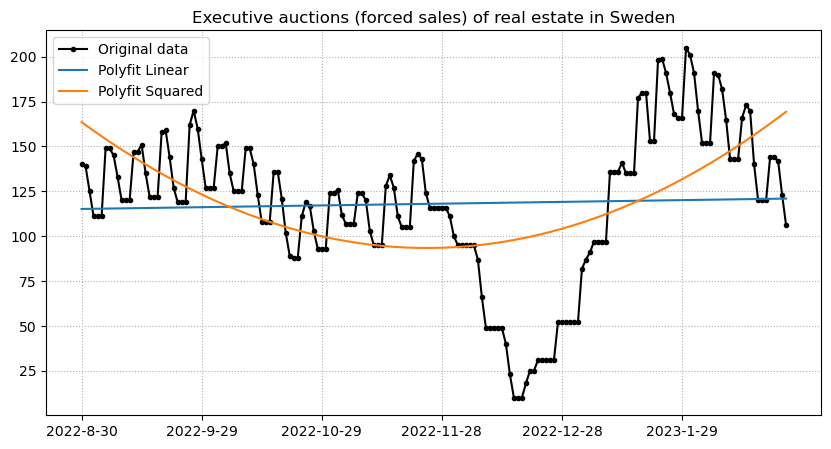 Executive auctions (forced sales) of real estate in Sweden
Original data
Polyfit Linear
Polyfit Squared
200
175
150
125
100
75
50
25
2022-8-30 2022-9-29 2022-10-29 2022-11-28 2022-12-28 2023-1-29